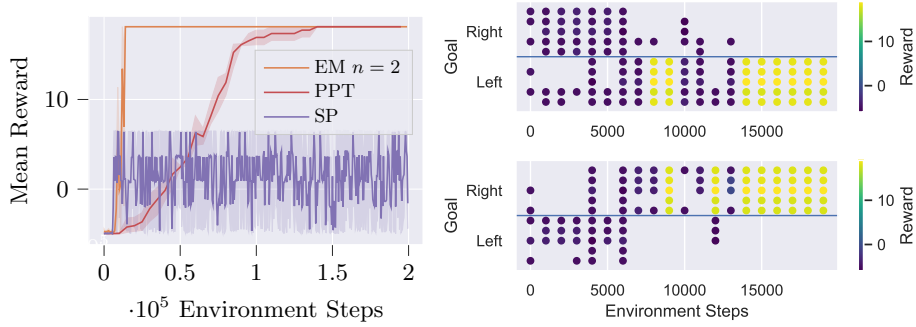 Mean Reward
10
0
EM n = 2
PPT
SP
0 0.5 1 1.5 2
·10⁵ Environment Steps
Goal
Right
Left
0 5000 10000 15000
10
0
Reward
Goal
Right
Left
0 5000 10000 15000
Environment Steps
10
0
Reward